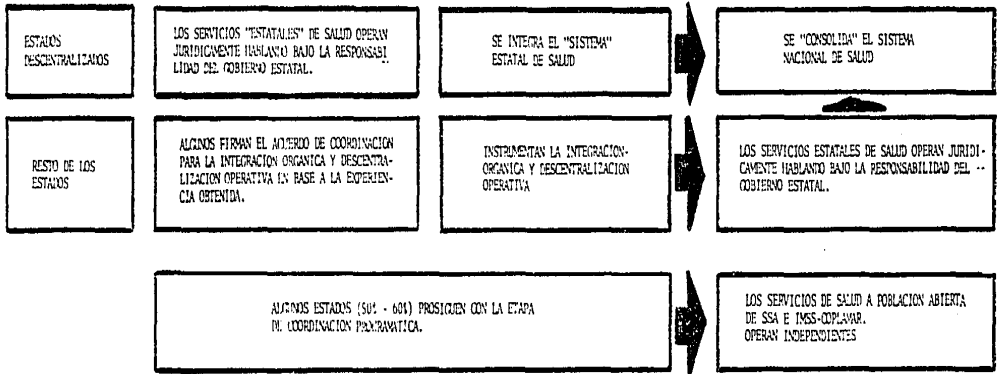 ESTADOS
DESCENTRALIZADOS
LOS SERVICIOS "ESTATALES" DE SALUD OPERAN
JURIDICAMENTE HABLANDO BAJO LA RESPONSABI-
LIDAD DEL GOBIERNO ESTATAL.
SE INTEGRA EL "SISTEMA"
ESTATAL DE SALUD
SE "CONSOLIDA" EL SISTEMA
NACIONAL DE SALUD
RESTO DE LOS
ESTADOS
ALGUNOS FIRMAN EL ACUERDO DE COORDINACION
PARA LA INTEGRACION ORGANICA Y DESCENTRA-
LIZACION OPERATIVA EN BASE A LA EXPERIEN-
CIA OBTENIDA.
INSTRUMENTAN LA INTEGRACION-
ORGANICA Y DESCENTRALIZACION
OPERATIVA
LOS SERVICIOS ESTATALES DE SALUD OPERAN JURIDI-
CAMENTE HABLANDO BAJO LA RESPONSABILIDAD DEL --
GOBIERNO ESTATAL.
ALGUNOS ESTADOS (50% - 60%) PROSIGUEN CON LA ETAPA
DE COORDINACION PROGRAMATICA.
LOS SERVICIOS DE SALUD A POBLACION ABIERTA
DE SSA E IMSS-COPLAMAR.
OPERAN INDEPENDIENTES